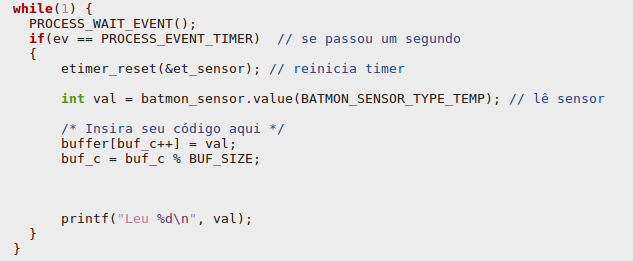 while(1) {
  PROCESS_WAIT_EVENT();
  if(ev == PROCESS_EVENT_TIMER)  // se passou um segundo
  {
      etimer_reset(&et_sensor); // reinicia timer
      int val = batmon_sensor.value(BATMON_SENSOR_TYPE_TEMP); // lê sensor
      /* Insira seu código aqui */
      buffer[buf_c++] = val;
      buf_c = buf_c % BUF_SIZE;
      printf("Leu %d\n", val);
  }
}